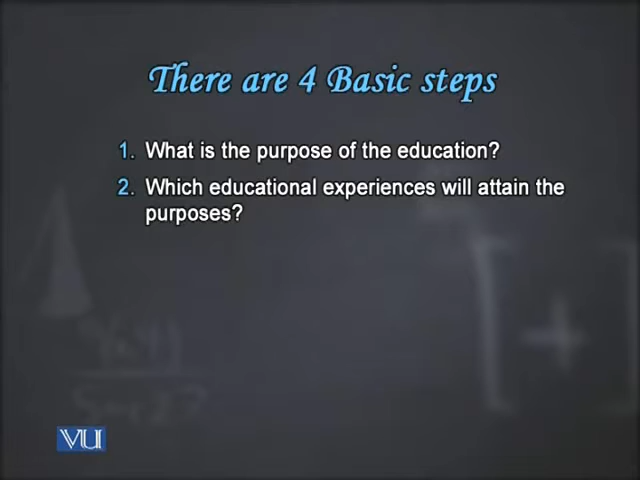 There are 4 Basic steps
1. What is the purpose of the education?
2. Which educational experiences will attain the
purposes?
VU